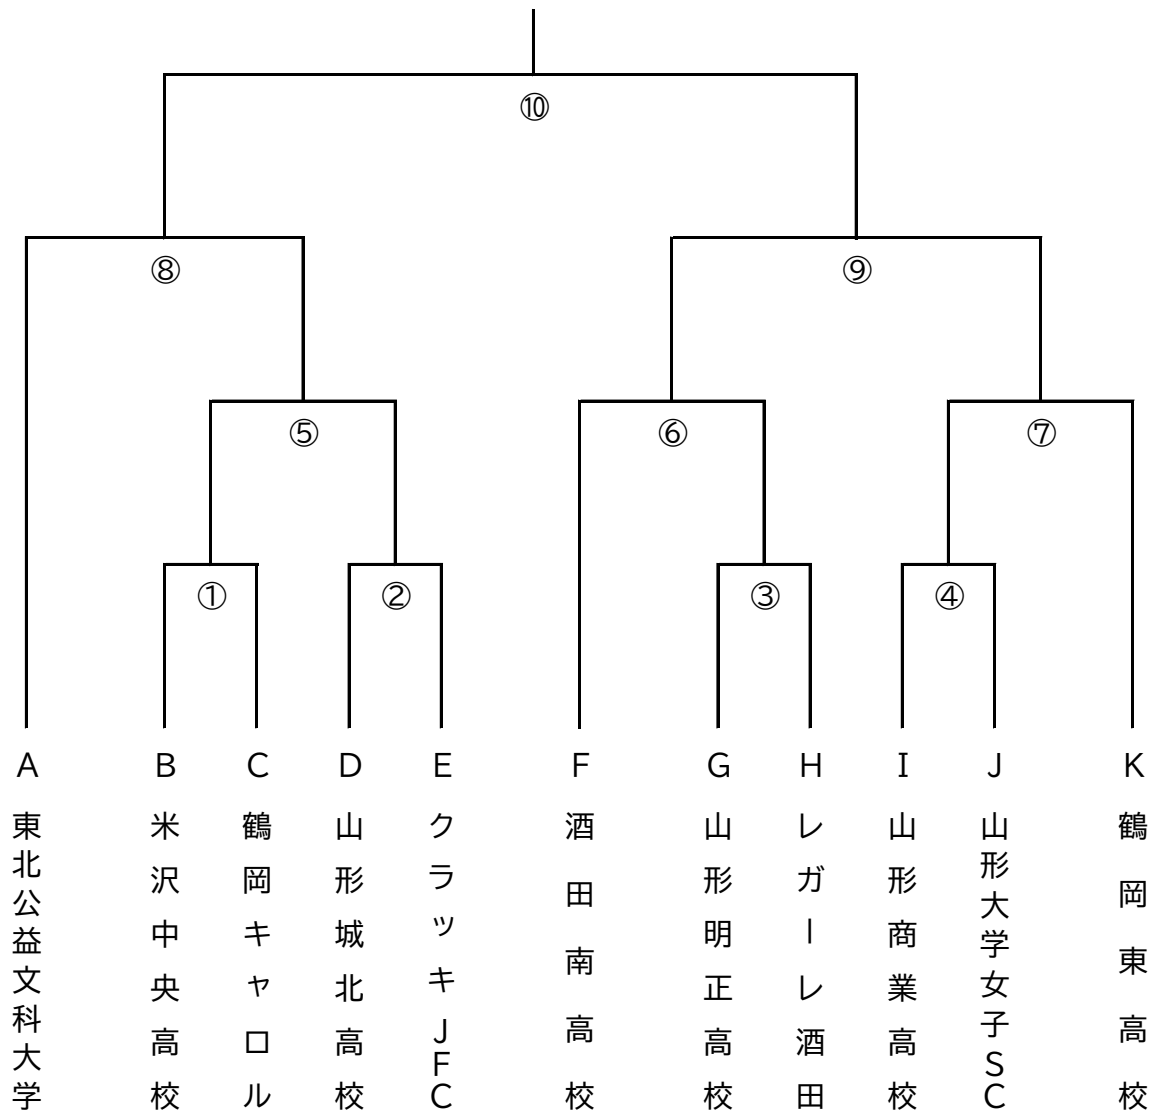 ⑩
⑧
⑨
⑤
⑥
⑦
①
②
③
④
A
B
C
D
E
F
G
H
I
J
K
東北公益文科大学
米沢中央高校
鶴岡キャロル
山形城北高校
クラッキJFC
酒田南高校
山形明正高校
レガーレ酒田
山形商業高校
山形大学女子SC
鶴岡東高校